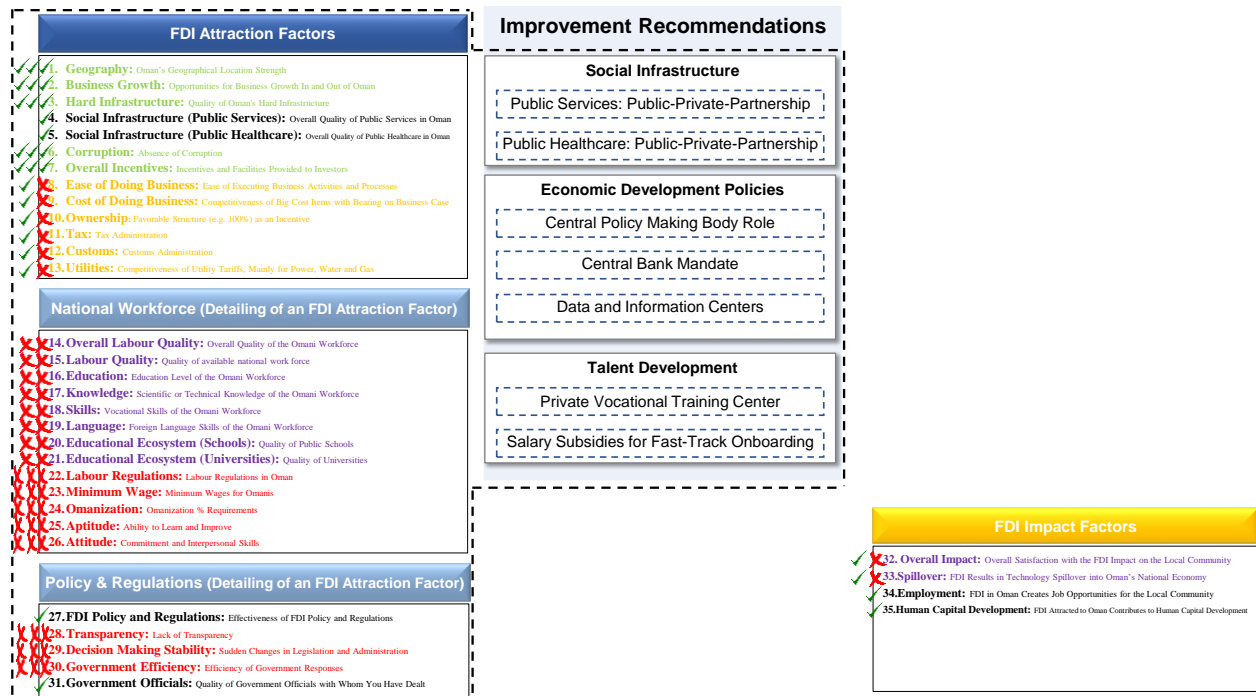 FDI Attraction Factors
1. Geography: Oman's Geographical Location Strength
2. Business Growth: Opportunities for Business Growth In and Out of Oman
3. Hard Infrastructure: Quality of Oman's Hard Infrastructure
4. Social Infrastructure (Public Services): Overall Quality of Public Services in Oman
5. Social Infrastructure (Public Healthcare): Overall Quality of Public Healthcare in Oman
6. Corruption: Absence of Corruption
7. Overall Incentives: Incentives and Facilities Provided to Investors
8. Ease of Doing Business: Ease of Executing Business Activities and Processes
9. Cost of Doing Business: Competitiveness of Big Cost Items with Bearing on Business Case
10. Ownership: Favorable Structure (e.g. 100%) as an Incentive
11. Tax: Tax Administration
12. Customs: Customs Administration
13. Utilities: Competitiveness of Utility Tariffs, Mainly for Power, Water and Gas
National Workforce (Detailing of an FDI Attraction Factor)
14. Overall Labour Quality: Overall Quality of the Omani Workforce
15. Labour Quality: Quality of available national work force
16. Education: Education Level of the Omani Workforce
17. Knowledge: Scientific or Technical Knowledge of the Omani Workforce
18. Skills: Vocational Skills of the Omani Workforce
19. Language: Foreign Language Skills of the Omani Workforce
20. Educational Ecosystem (Schools): Quality of Public Schools
21. Educational Ecosystem (Universities): Quality of Universities
22. Labour Regulations: Labour Regulations in Oman
23. Minimum Wage: Minimum Wages for Omanis
24. Omanization: Omanization % Requirements
25. Aptitude: Ability to Learn and Improve
26. Attitude: Commitment and Interpersonal Skills
Policy & Regulations (Detailing of an FDI Attraction Factor)
27. FDI Policy and Regulations: Effectiveness of FDI Policy and Regulations
28. Transparency: Lack of Transparency
29. Decision Making Stability: Sudden Changes in Legislation and Administration
30. Government Efficiency: Efficiency of Government Responses
31. Government Officials: Quality of Government Officials with Whom You Have Dealt
Improvement Recommendations
Social Infrastructure
Public Services: Public-Private-Partnership
Public Healthcare: Public-Private-Partnership
Economic Development Policies
Central Policy Making Body Role
Central Bank Mandate
Data and Information Centers
Talent Development
Private Vocational Training Center
Salary Subsidies for Fast-Track Onboarding
FDI Impact Factors
32. Overall Impact: Overall Satisfaction with the FDI Impact on the Local Community
33. Spillover: FDI Results in Technology Spillover into Oman's National Economy
34. Employment: FDI in Oman Creates Job Opportunities for the Local Community
35. Human Capital Development: FDI Attracted to Oman Contributes to Human Capital Development